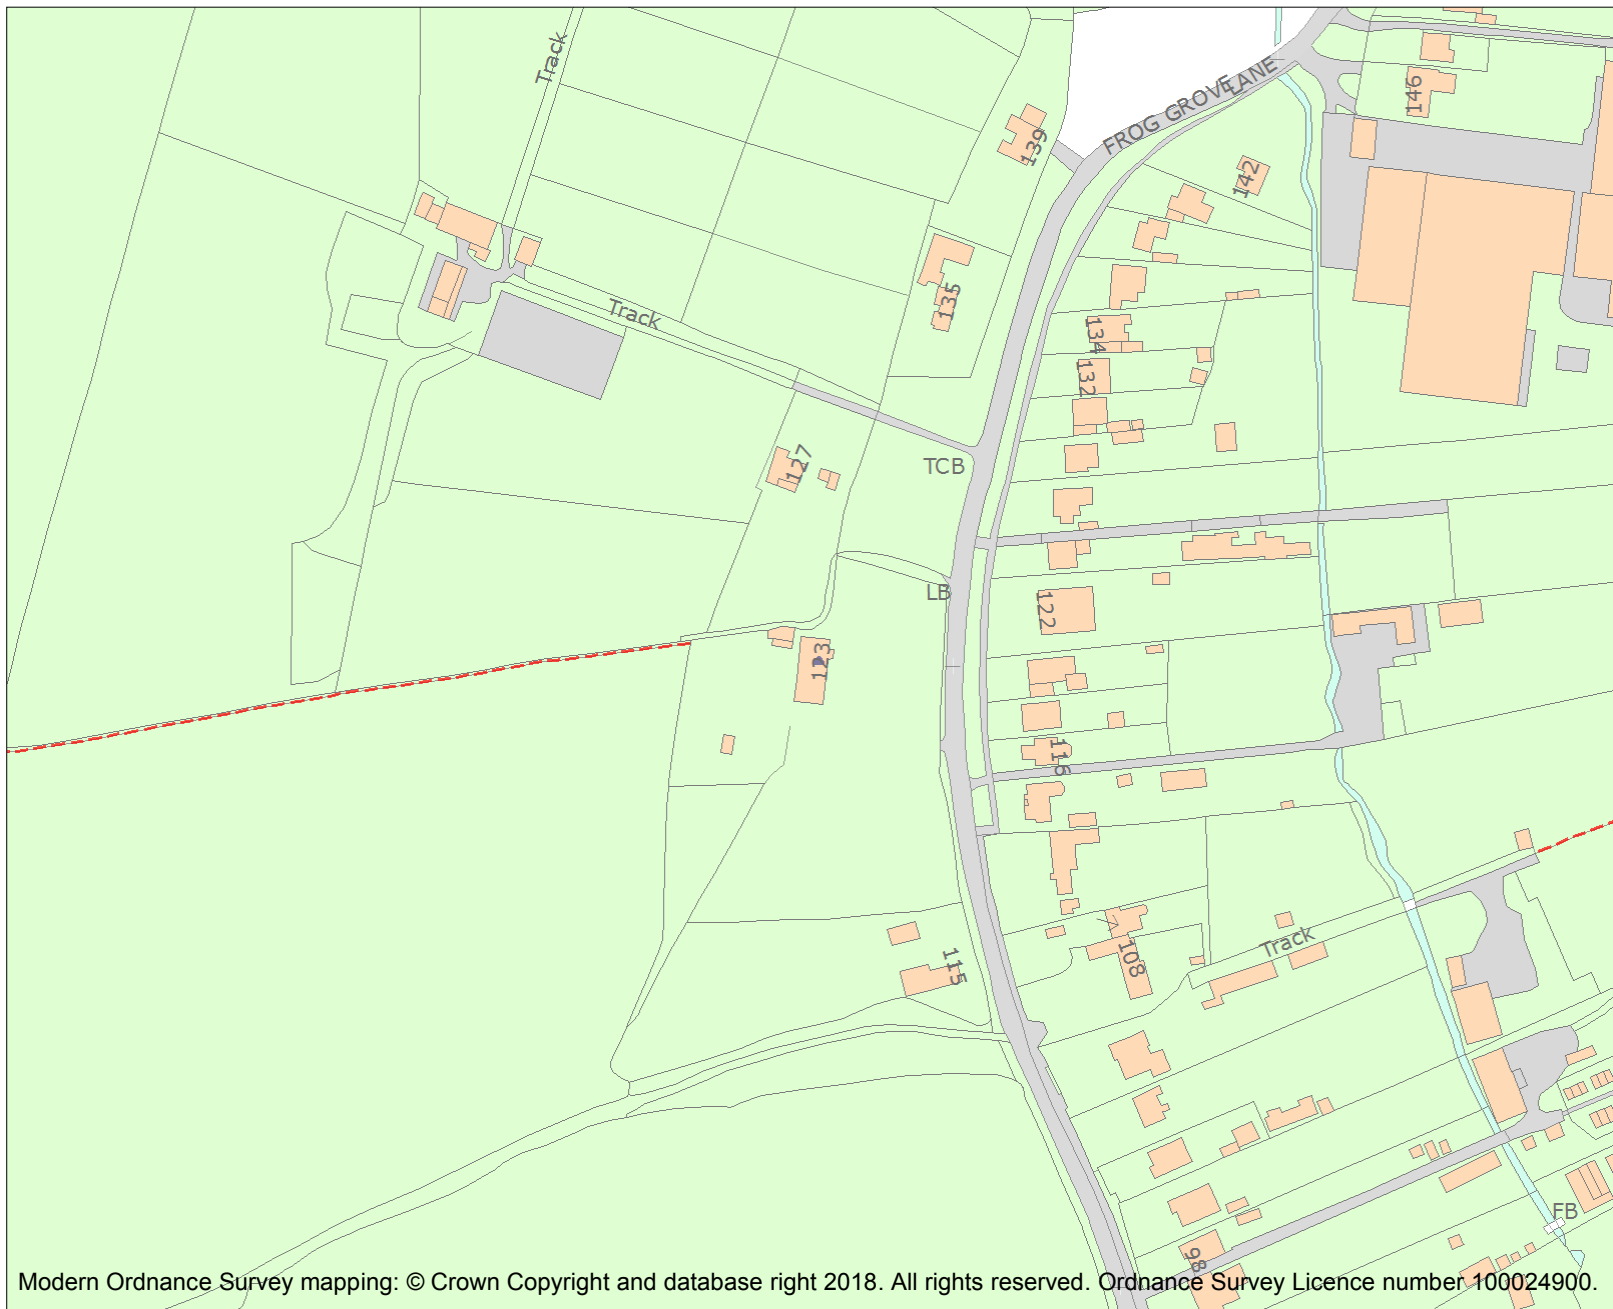 Track
FROG GROVE LANE
146
139
142
135
Track
134
132
127
TCB
LB
122
123
116
115
108
Track
FB
98
Modern Ordnance Survey mapping: © Crown Copyright and database right 2018. All rights reserved. Ordnance Survey Licence number 100024900.